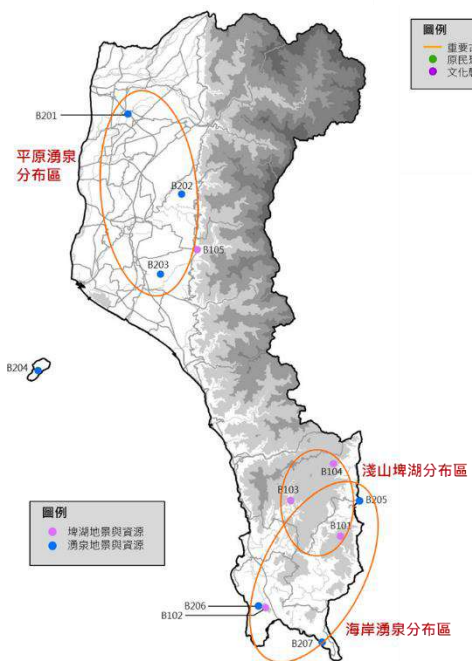 圖例
重要古
原民
文化
B201
平原湧泉
分布區
B202
B105
B203
B204
淺山埤湖分布區
B104
B103
B205
B101
圖例
埤湖地景與資源
湧泉地景與資源
B206
B102
海岸湧泉分布區
B207